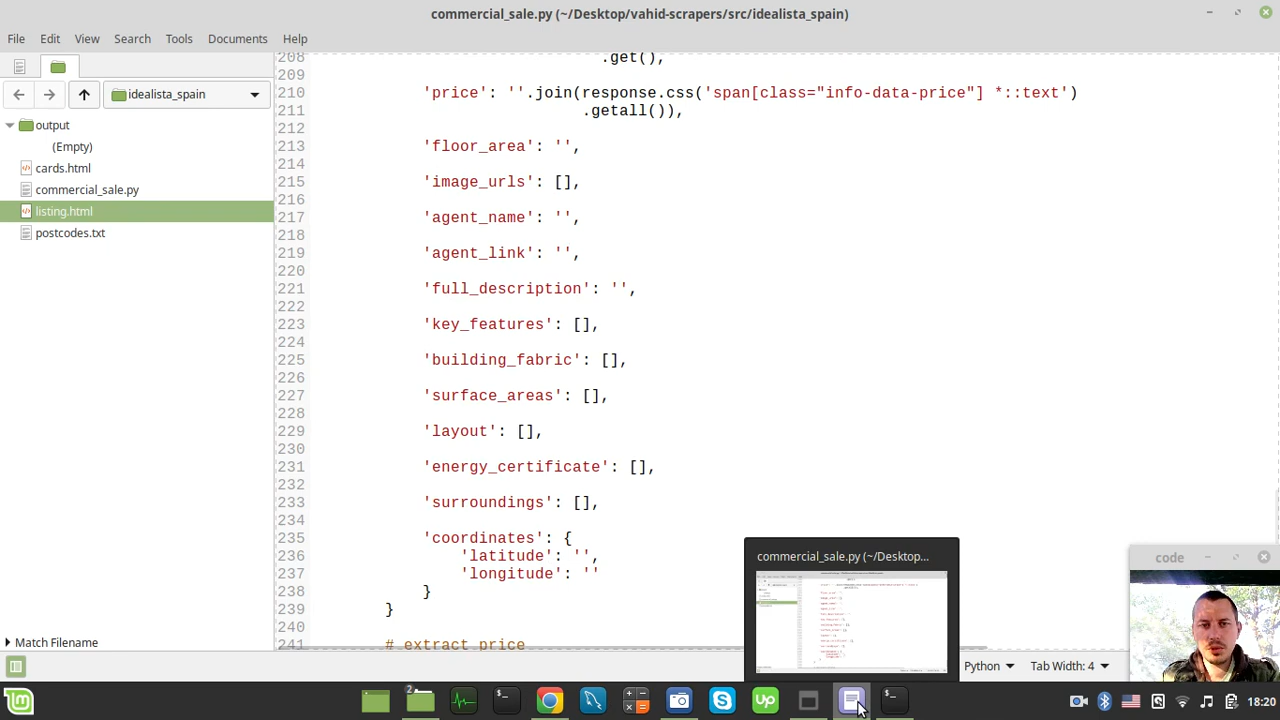 commercial_sale.py (~/Desktop/vahid-scrapers/src/idealista_spain)
File Edit View Search Tools Documents Help
idealista_spain
output
(Empty)
cards.html
commercial_sale.py
listing.html
postcodes.txt
Match Filename
208 .get(),
209
210 'price': ''.join(response.css('span[class="info-data-price"] *::text')
211 .getall()),
212
213 'floor_area': '',
214
215 'image_urls': [],
216
217 'agent_name': '',
218
219 'agent_link': '',
220
221 'full_description': '',
222
223 'key_features': [],
224
225 'building_fabric': [],
226
227 'surface_areas': [],
228
229 'layout': [],
230
231 'energy_certificate': [],
232
233 'surroundings': [],
234
235 'coordinates': {
236 'latitude': '',
237 'longitude': ''
238 }
239 }
240
241 # extract price
commercial_sale.py (~/Desktop...
code
Python Tab Width: 4
2
Up
18:20